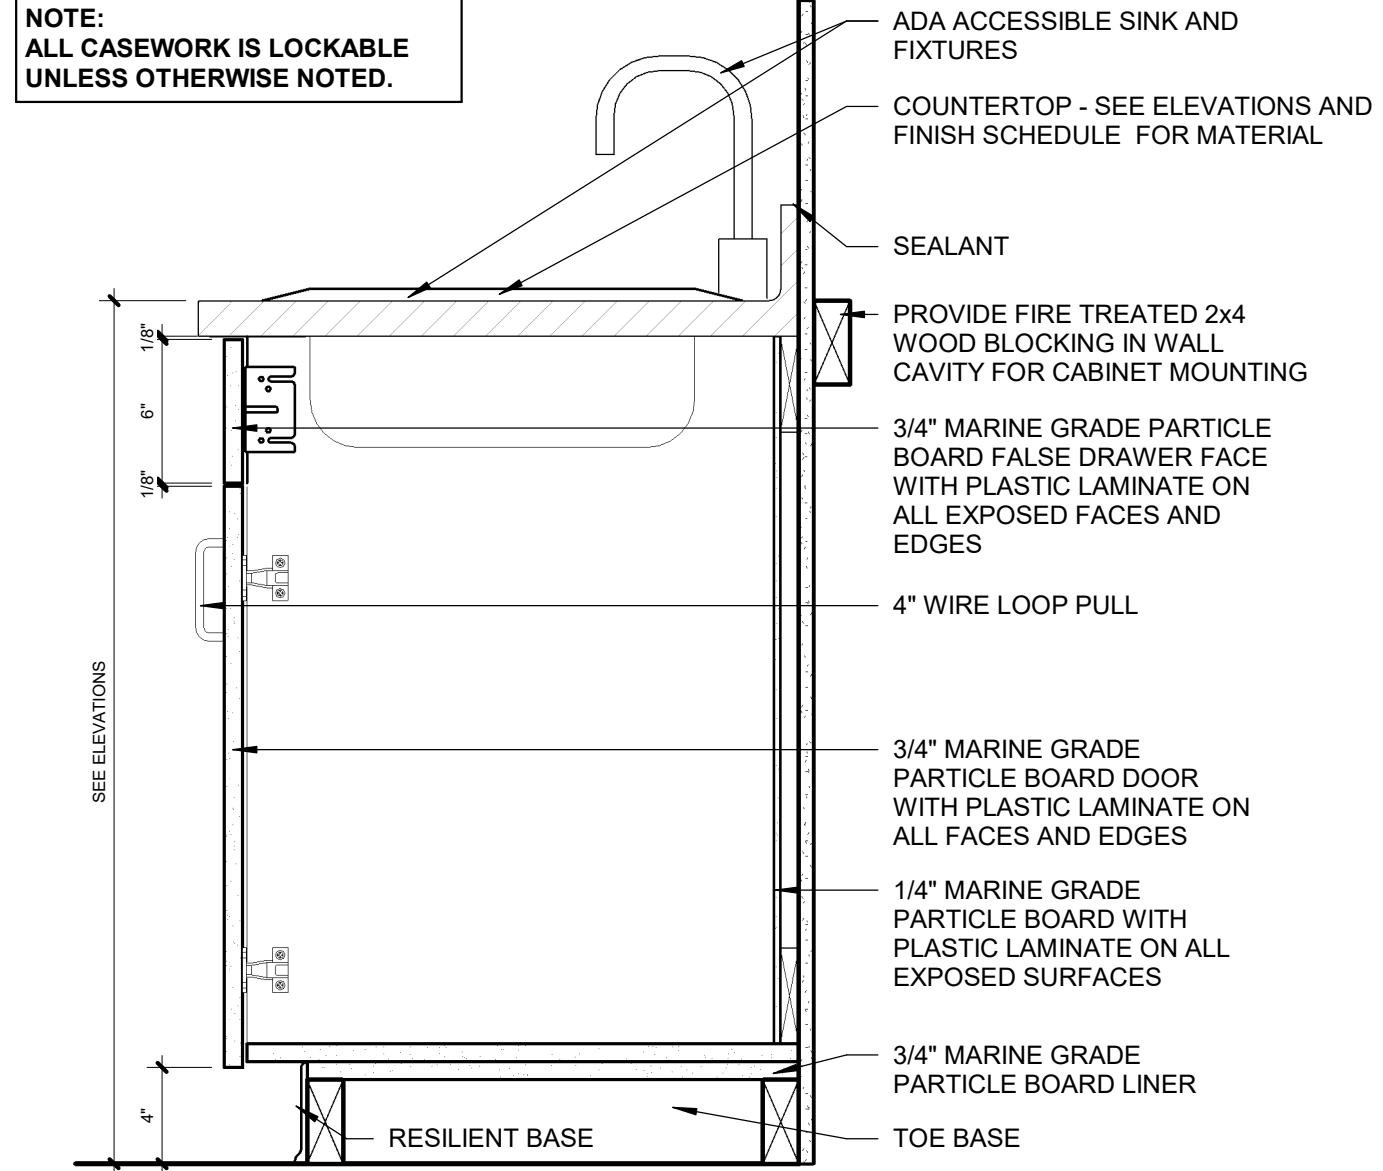 NOTE:
ALL CASEWORK IS LOCKABLE
UNLESS OTHERWISE NOTED.
ADA ACCESSIBLE SINK AND
FIXTURES
COUNTERTOP - SEE ELEVATIONS AND
FINISH SCHEDULE FOR MATERIAL
SEALANT
PROVIDE FIRE TREATED 2x4
WOOD BLOCKING IN WALL
CAVITY FOR CABINET MOUNTING
1/8"
6"
1/8"
3/4" MARINE GRADE PARTICLE
BOARD FALSE DRAWER FACE
WITH PLASTIC LAMINATE ON
ALL EXPOSED FACES AND
EDGES
4" WIRE LOOP PULL
SEE ELEVATIONS
3/4" MARINE GRADE
PARTICLE BOARD DOOR
WITH PLASTIC LAMINATE ON
ALL FACES AND EDGES
1/4" MARINE GRADE
PARTICLE BOARD WITH
PLASTIC LAMINATE ON ALL
EXPOSED SURFACES
3/4" MARINE GRADE
PARTICLE BOARD LINER
4"
RESILIENT BASE
TOE BASE